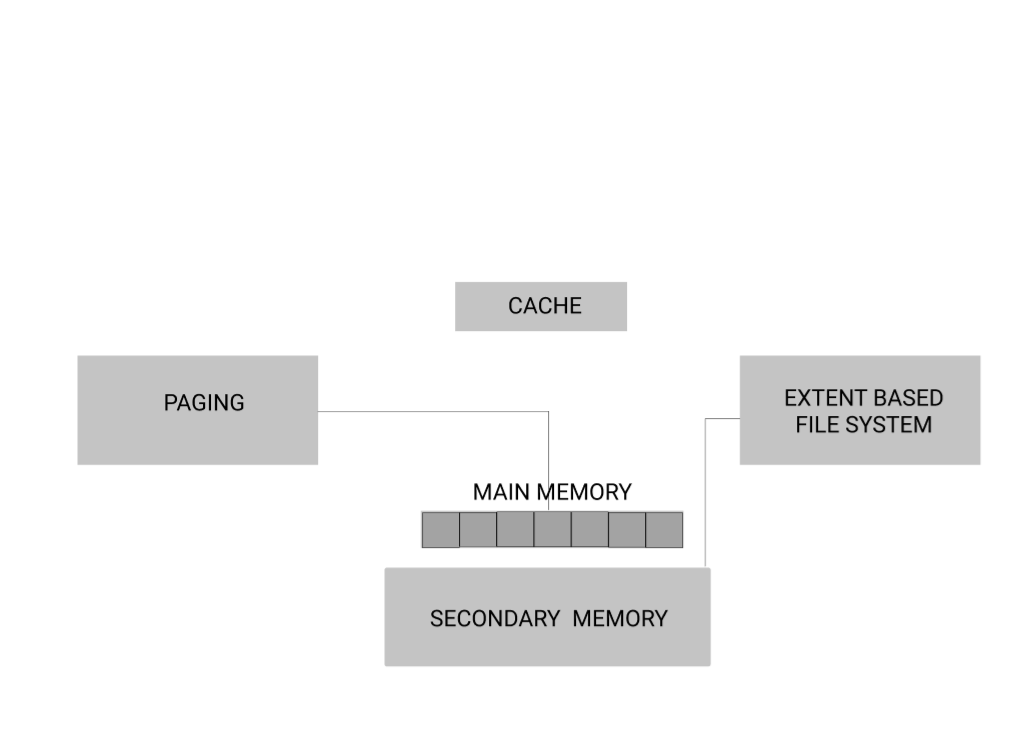 CACHE
PAGING
EXTENT BASED
FILE SYSTEM
MAIN MEMORY
SECONDARY  MEMORY